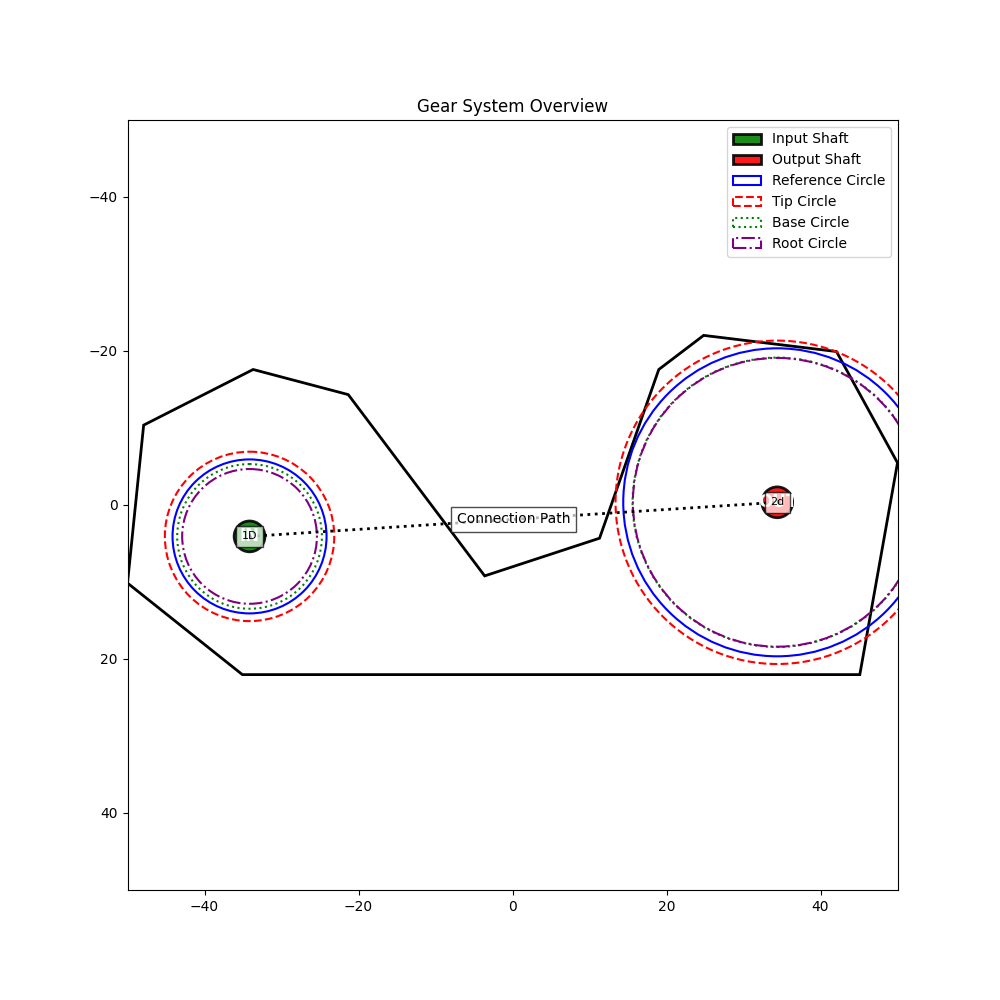 Gear System Overview
Input Shaft
Output Shaft
Reference Circle
Tip Circle
Base Circle
Root Circle
−40
−20
0
20
40
1D
Connection Path
2d
−40
−20
0
20
40